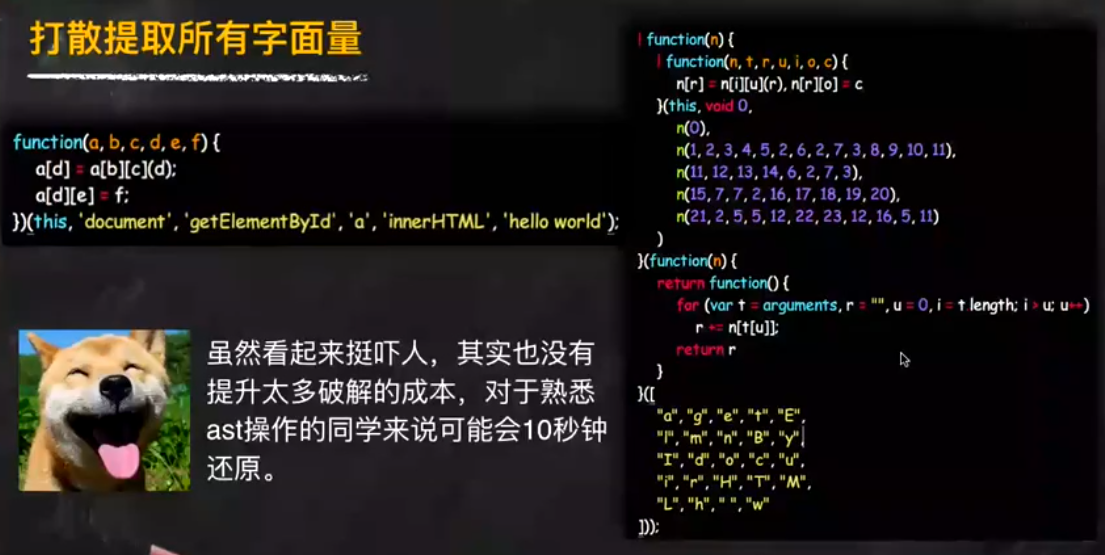 打散提取所有字面量
function(a, b, c, d, e, f) {
a[d] = a[b][c](d);
a[d][e] = f;
})(this, 'document', 'getElementById', 'a', 'innerHTML', 'hello world');
虽然看起来挺吓人，其实也没有
提升太多破解的成本，对于熟悉
ast操作的同学来说可能会10秒钟
还原。
! function(n) {
! function(n, t, r, u, i, o, c) {
n[r] = n[i][u](r), n[r][o] = c
}(this, void 0,
n(0),
n(1, 2, 3, 4, 5, 2, 6, 2, 7, 3, 8, 9, 10, 11),
n(11, 12, 13, 14, 6, 2, 7, 3),
n(15, 7, 7, 2, 16, 17, 18, 19, 20),
n(21, 2, 5, 5, 12, 22, 23, 12, 16, 5, 11)
)
}(function(n) {
return function() {
for (var t = arguments, r = "", u = 0, i = t length; i > u; u++)
r += n[t[u]];
return r
}
}([
"a", "g", "e", "t", "E",
"l", "m", "n", "B", "y",
"I", "d", "o", "c", "u",
"i", "r", "H", "T", "M",
"L", "h", " ", "w"
]));